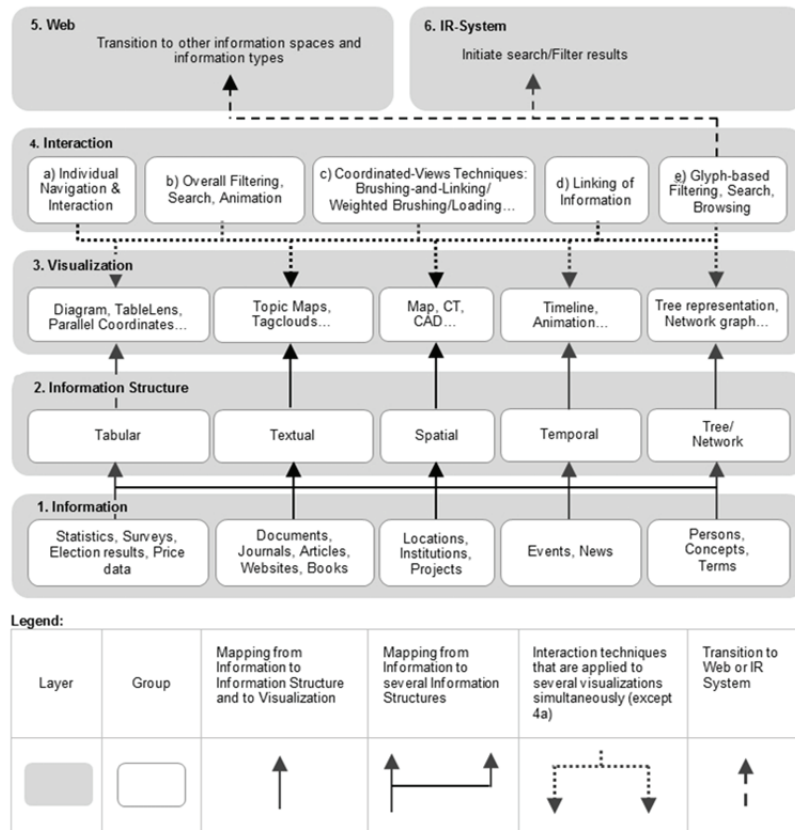 5. Web
Transition to other information spaces and
information types
6. IR-System
Initiate search/Filter results
4. Interaction
a) Individual
Navigation &
Interaction
b) Overall Filtering,
Search, Animation
c) Coordinated-Views Techniques:
Brushing-and-Linking/
Weighted Brushing/Loading…
d) Linking of
Information
e) Glyph-based
Filtering, Search,
Browsing
3. Visualization
Diagram, TableLens,
Parallel Coordinates…
Topic Maps,
Tagclouds…
Map, CT,
CAD…
Timeline,
Animation…
Tree representation,
Network graph…
2. Information Structure
Tabular
Textual
Spatial
Temporal
Tree/
Network
1. Information
Statistics, Surveys,
Election results, Price
data
Documents,
Journals, Articles,
Websites, Books
Locations,
Institutions,
Projects
Events, News
Persons,
Concepts,
Terms
Legend:
Layer
Group
Mapping from
Information to
Information Structure
and to Visualization
Mapping from
Information to
several Information
Structures
Interaction techniques
that are applied to
several visualizations
simultaneously (except
4a)
Transition to
Web or IR
System